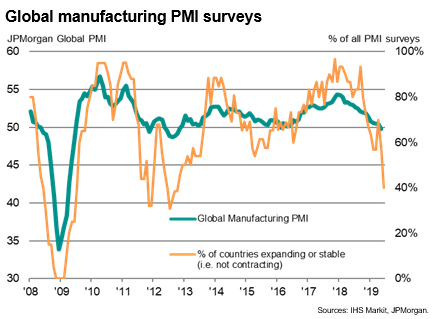 Global manufacturing PMI surveys
JPMorgan Global PMI
% of all PMI surveys
60
55
50
45
40
35
30
100%
80%
60%
40%
20%
0%
Global Manufacturing PMI
% of countries expanding or stable
(i.e. not contracting)
'08 '09 '10 '11 '12 '13 '14 '15 '16 '17 '18 '19
Sources: IHS Markit, JPMorgan.